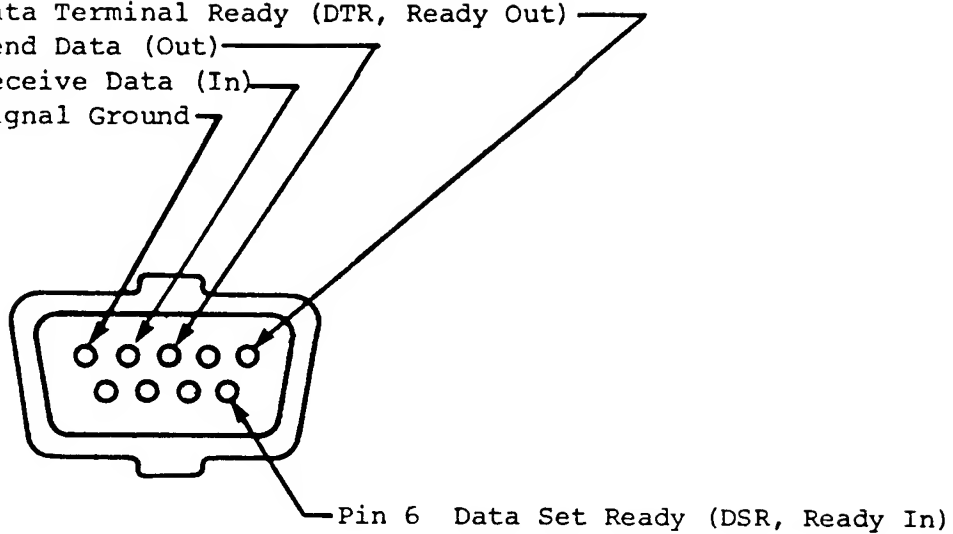 ata Terminal Ready (DTR, Ready Out)
end Data (Out)
eceive Data (In)
gnal Ground
Pin 6 Data Set Ready (DSR, Ready In)